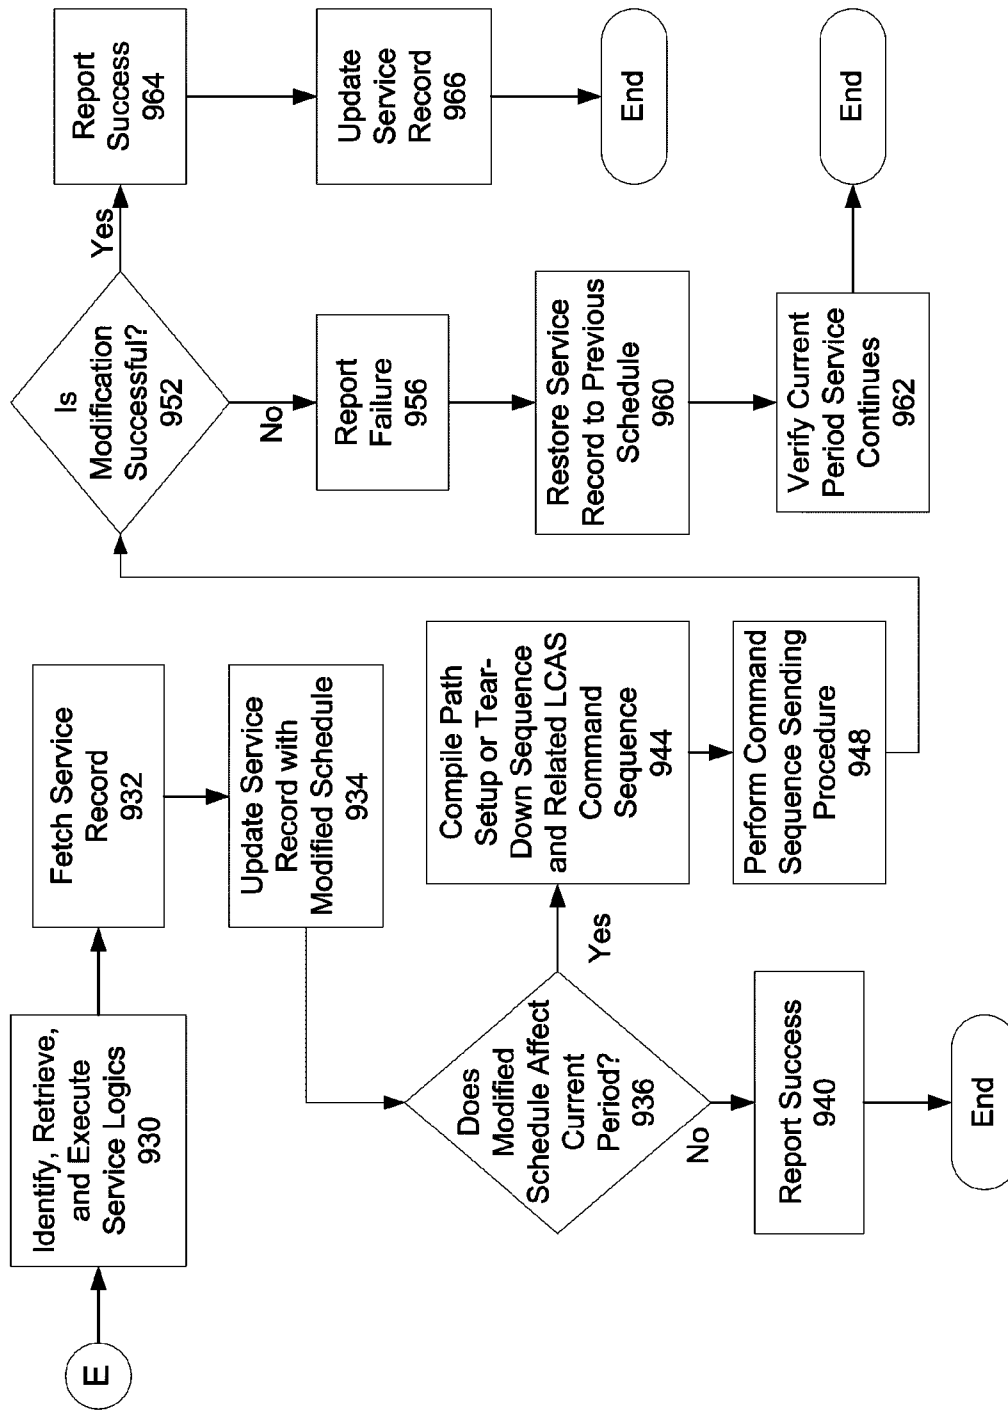 E
Identify, Retrieve,
and Execute
Service Logics
930
Fetch Service
Record
932
Update Service
Record with
Modified Schedule
934
Does
Modified
Schedule Affect
Current
Period?
936
Yes
No
Report Success
940
End
Compile Path
Setup or Tear-
Down Sequence
and Related LCAS
Command
Sequence
944
Perform Command
Sequence Sending
Procedure
948
Is
Modification
Successful?
952
Yes
No
Report
Success
964
Update
Service
Record
966
End
Report
Failure
956
Restore Service
Record to Previous
Schedule
960
Verify Current
Period Service
Continues
962
End